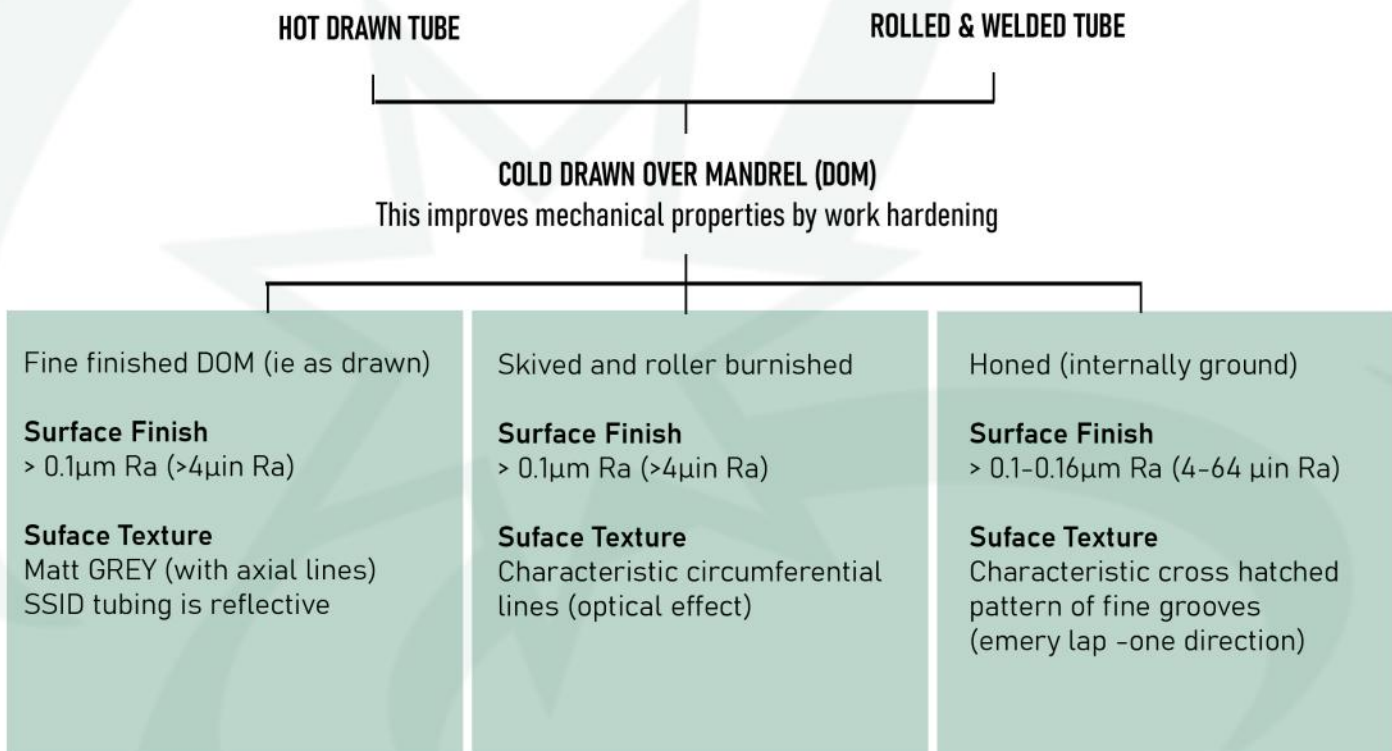 HOT DRAWN TUBE
ROLLED & WELDED TUBE
COLD DRAWN OVER MANDREL (DOM)
This improves mechanical properties by work hardening
Fine finished DOM (ie as drawn)
Surface Finish
> 0.1µm Ra (>4µin Ra)
Suface Texture
Matt GREY (with axial lines)
SSID tubing is reflective
Skived and roller burnished
Surface Finish
> 0.1µm Ra (>4µin Ra)
Suface Texture
Characteristic circumferential
lines (optical effect)
Honed (internally ground)
Surface Finish
> 0.1-0.16µm Ra (4-64 µin Ra)
Suface Texture
Characteristic cross hatched
pattern of fine grooves
(emery lap -one direction)